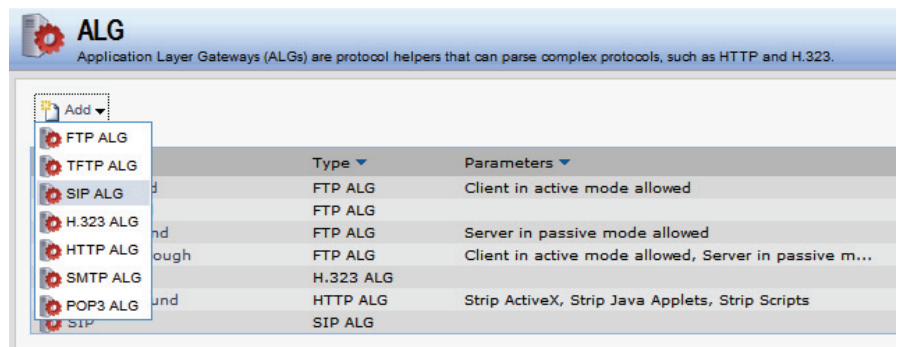 ALG
Application Layer Gateways (ALGs) are protocol helpers that can parse complex protocols, such as HTTP and H.323.
Add
FTP ALG
TFTP ALG
SIP ALG
H.323 ALG
HTTP ALG
SMTP ALG
POP3 ALG
Type Parameters
d FTP ALG Client in active mode allowed
FTP ALG
nd FTP ALG Server in passive mode allowed
ough FTP ALG Client in active mode allowed, Server in passive m...
H.323 ALG
und HTTP ALG Strip ActiveX, Strip Java Applets, Strip Scripts
SIP SIP ALG